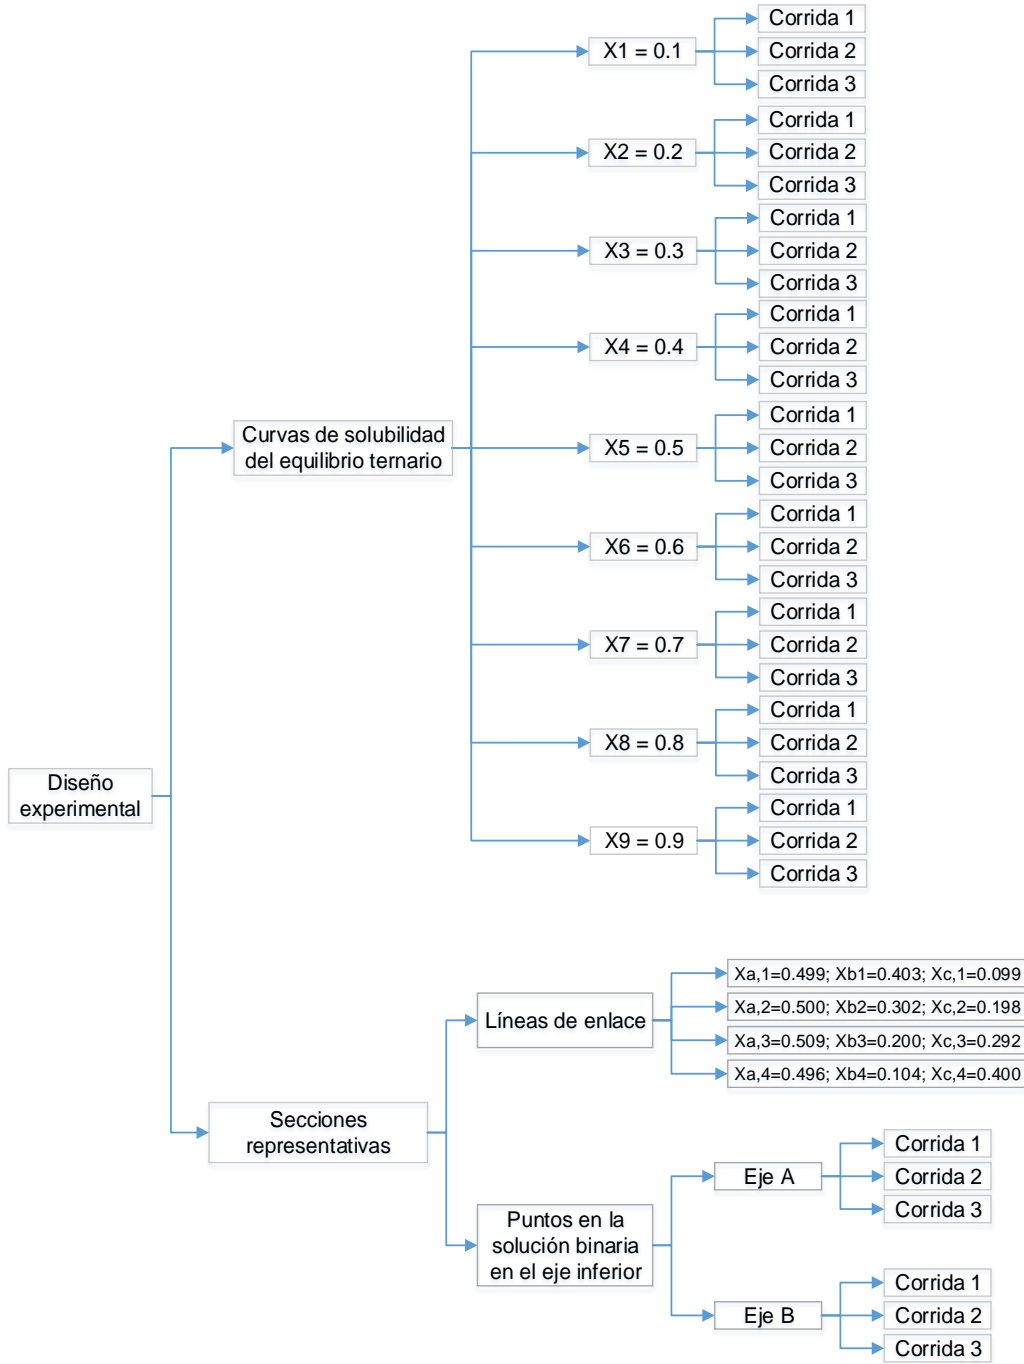 Diseño
experimental
Curvas de solubilidad
del equilibrio ternario
X1 = 0.1
Corrida 1
Corrida 2
Corrida 3
X2 = 0.2
Corrida 1
Corrida 2
Corrida 3
X3 = 0.3
Corrida 1
Corrida 2
Corrida 3
X4 = 0.4
Corrida 1
Corrida 2
Corrida 3
X5 = 0.5
Corrida 1
Corrida 2
Corrida 3
X6 = 0.6
Corrida 1
Corrida 2
Corrida 3
X7 = 0.7
Corrida 1
Corrida 2
Corrida 3
X8 = 0.8
Corrida 1
Corrida 2
Corrida 3
X9 = 0.9
Corrida 1
Corrida 2
Corrida 3
Secciones
representativas
Líneas de enlace
Xa,1=0.499; Xb1=0.403; Xc,1=0.099
Xa,2=0.500; Xb2=0.302; Xc,2=0.198
Xa,3=0.509; Xb3=0.200; Xc,3=0.292
Xa,4=0.496; Xb4=0.104; Xc,4=0.400
Puntos en la
solución binaria
en el eje inferior
Eje A
Corrida 1
Corrida 2
Corrida 3
Eje B
Corrida 1
Corrida 2
Corrida 3